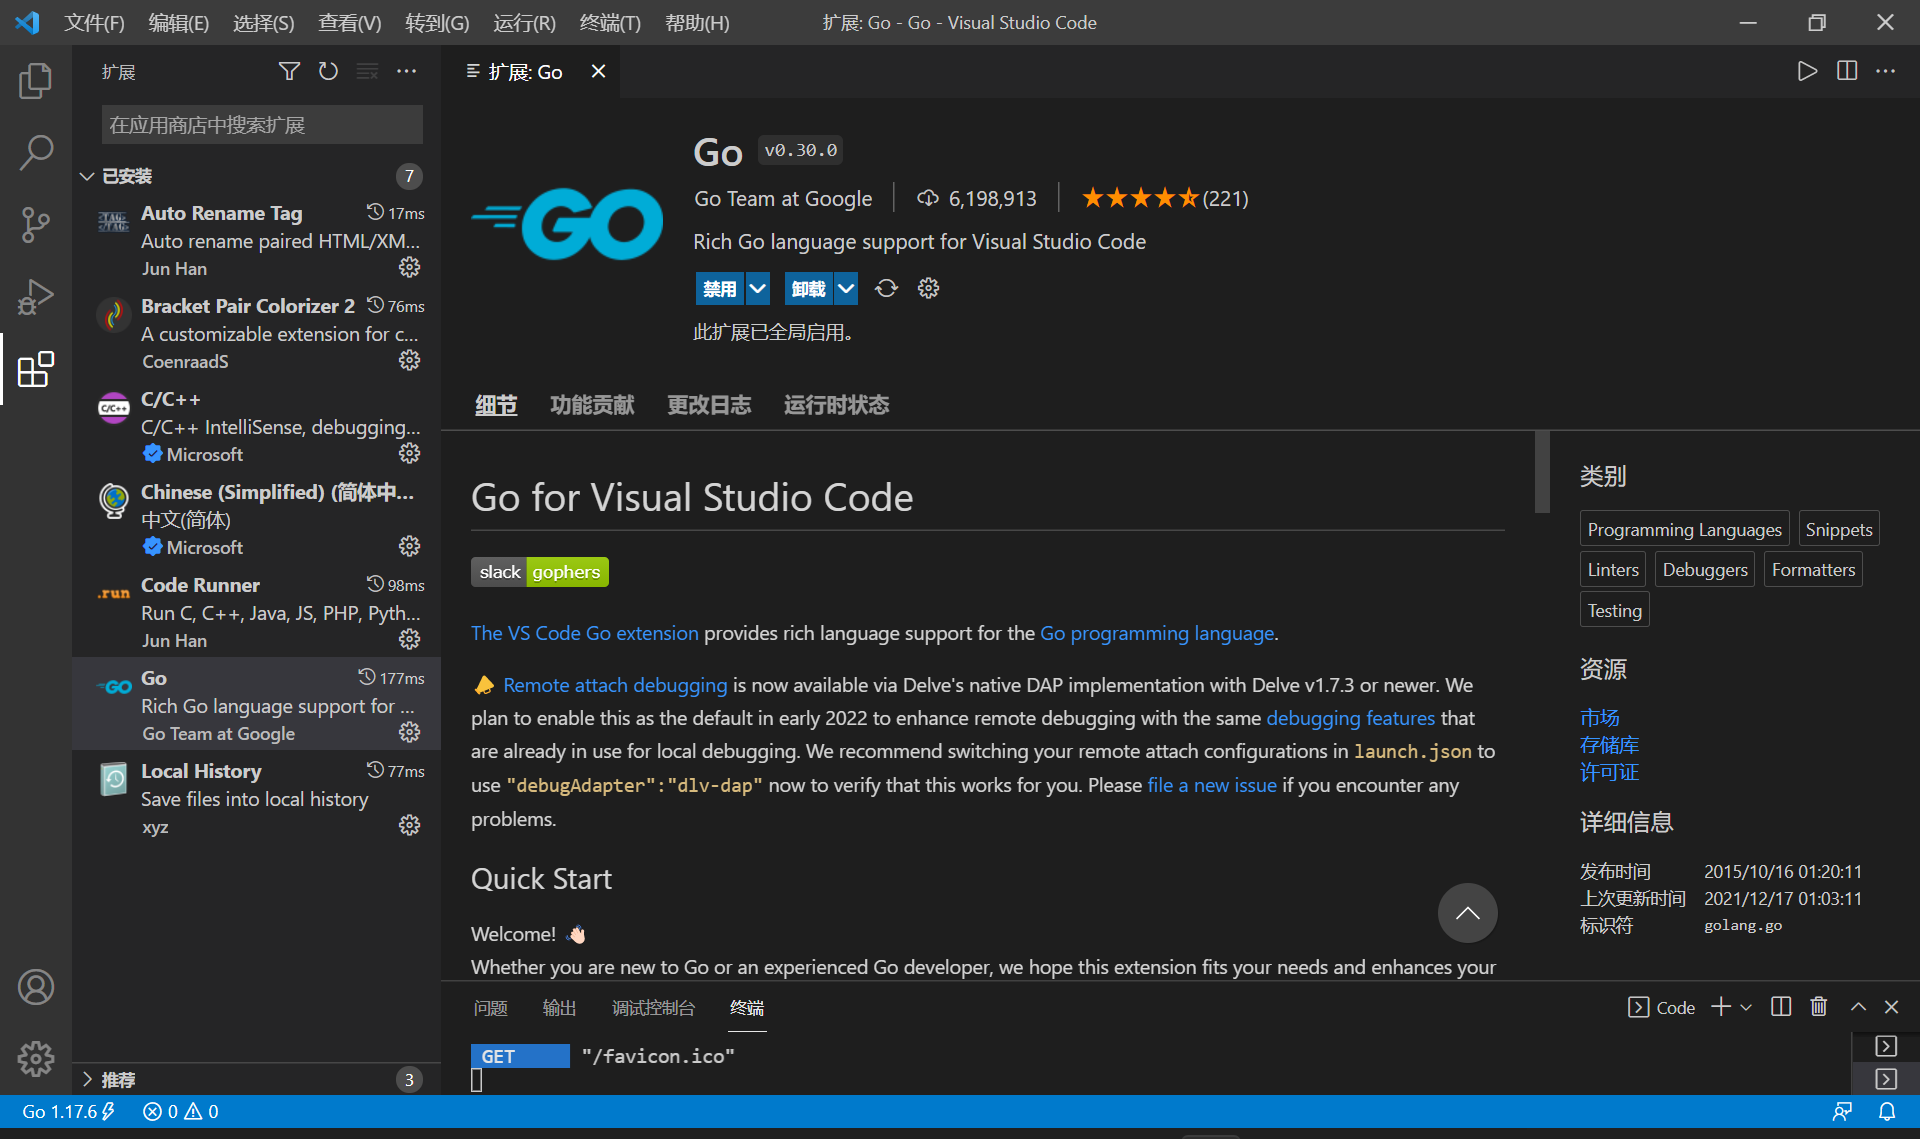 文件(F) 编辑(E) 选择(S) 查看(V) 转到(G) 运行(R) 终端(T) 帮助(H) 扩展: Go - Go - Visual Studio Code
扩展
在应用商店中搜索扩展
已安装 7
Auto Rename Tag 17ms
Auto rename paired HTML/XM...
Jun Han
Bracket Pair Colorizer 2 76ms
A customizable extension for c...
CoenraadS
C/C++
C/C++
C/C++ IntelliSense, debugging...
Microsoft
Chinese (Simplified) (简体中...
中文(简体)
Microsoft
.run
Code Runner 98ms
Run C, C++, Java, JS, PHP, Pyth...
Jun Han
GO
Go 177ms
Rich Go language support for ...
Go Team at Google
Local History 77ms
Save files into local history
xyz
推荐 3
扩展: Go
GO
Go v0.30.0
Go Team at Google 6,198,913 (221)
Rich Go language support for Visual Studio Code
禁用 卸载
此扩展已全局启用。
细节 功能贡献 更改日志 运行时状态
Go for Visual Studio Code
slack gophers
The VS Code Go extension provides rich language support for the Go programming language.
Remote attach debugging is now available via Delve's native DAP implementation with Delve v1.7.3 or newer. We
plan to enable this as the default in early 2022 to enhance remote debugging with the same debugging features that
are already in use for local debugging. We recommend switching your remote attach configurations in launch.json to
use "debugAdapter":"dlv-dap" now to verify that this works for you. Please file a new issue if you encounter any
problems.
Quick Start
Welcome!
Whether you are new to Go or an experienced Go developer, we hope this extension fits your needs and enhances your
类别
Programming Languages Snippets
Linters Debuggers Formatters
Testing
资源
市场
存储库
许可证
详细信息
发布时间 2015/10/16 01:20:11
上次更新时间 2021/12/17 01:03:11
标识符 golang.go
问题 输出 调试控制台 终端 Code
GET "/favicon.ico"
Go 1.17.6 0 0